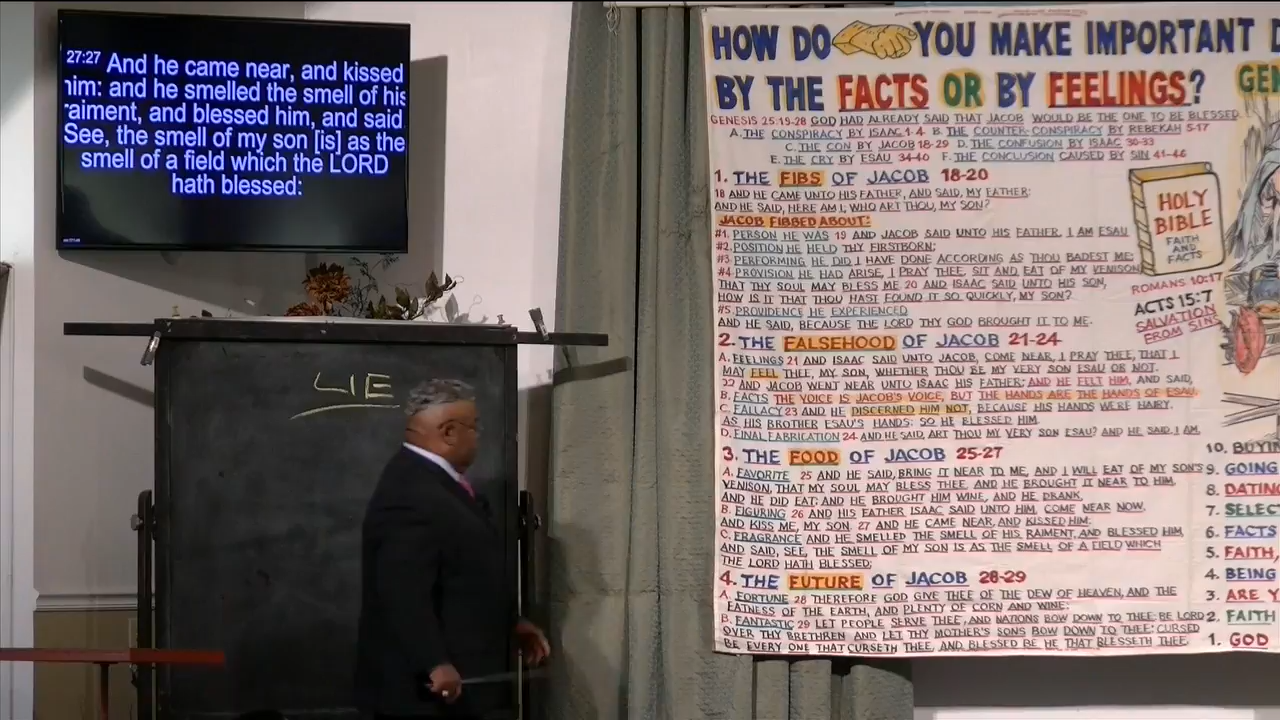 27:27 And he came near, and kissed
him: and he smelled the smell of his
raiment, and blessed him, and said
See, the smell of my son [is] as the
smell of a field which the LORD
hath blessed:
LIE
HOW DO YOU MAKE IMPORTANT
BY THE FACTS OR BY FEELINGS?
GENESIS 25:19-28 GOD HAD ALREADY SAID THAT JACOB WOULD BE THE ONE TO BE BLESSED
A. THE CONSPIRACY BY ISAAC 1-4 B. THE COUNTER-CONSPIRACY BY REBEKAH 5-17
C. THE CON BY JACOB 18-29 D. THE CONFUSION BY ISAAC 30-33
E. THE CRY BY ESAU 34-40 F. THE CONCLUSION CAUSED BY SIN 41-46
1. THE FIBS OF JACOB 18-20
18 AND HE CAME UNTO HIS FATHER, AND SAID, MY FATHER:
AND HE SAID, HERE AM I; WHO ART THOU, MY SON?
JACOB FIBBED ABOUT:
#1. PERSON HE WAS 19 AND JACOB SAID UNTO HIS FATHER, I AM ESAU
#2. POSITION HE HELD THY FIRSTBORN;
#3. PERFORMING HE DID I HAVE DONE ACCORDING AS THOU BADEST ME:
#4. PROVISION HE HAD ARISE, I PRAY THEE, SIT AND EAT OF MY VENISON,
THAT THY SOUL MAY BLESS ME 20 AND ISAAC SAID UNTO HIS SON,
HOW IS IT THAT THOU HAST FOUND IT SO QUICKLY, MY SON?
#5. PROVIDENCE HE EXPERIENCED
AND HE SAID, BECAUSE THE LORD THY GOD BROUGHT IT TO ME.
2. THE FALSEHOOD OF JACOB 21-24
A. FEELINGS 21 AND ISAAC SAID UNTO JACOB, COME NEAR, I PRAY THEE, THAT I
MAY FEEL THEE, MY SON, WHETHER THOU BE MY VERY SON ESAU OR NOT.
22 AND JACOB WENT NEAR UNTO ISAAC HIS FATHER; AND HE FELT HIM, AND SAID,
B. FACTS THE VOICE IS JACOB'S VOICE, BUT THE HANDS ARE THE HANDS OF ESAU.
C. FALLACY 23 AND HE DISCERNED HIM NOT, BECAUSE HIS HANDS WERE HAIRY,
AS HIS BROTHER ESAU'S HANDS: SO HE BLESSED HIM.
D. FINAL FABRICATION 24 AND HE SAID, ART THOU MY VERY SON ESAU? AND HE SAID, I AM.
3. THE FOOD OF JACOB 25-27
A. FAVORITE 25 AND HE SAID, BRING IT NEAR TO ME, AND I WILL EAT OF MY SON'S
VENISON, THAT MY SOUL MAY BLESS THEE. AND HE BROUGHT IT NEAR TO HIM,
AND HE DID EAT: AND HE BROUGHT HIM WINE, AND HE DRANK.
B. FIGURING 26 AND HIS FATHER ISAAC SAID UNTO HIM, COME NEAR NOW,
AND KISS ME, MY SON. 27 AND HE CAME NEAR, AND KISSED HIM:
C. FRAGRANCE AND HE SMELLED THE SMELL OF HIS RAIMENT, AND BLESSED HIM,
AND SAID, SEE, THE SMELL OF MY SON IS AS THE SMELL OF A FIELD WHICH
THE LORD HATH BLESSED:
4. THE FUTURE OF JACOB 28-29
A. FORTUNE 28 THEREFORE GOD GIVE THEE OF THE DEW OF HEAVEN, AND THE
FATNESS OF THE EARTH, AND PLENTY OF CORN AND WINE:
B. FANTASTIC 29 LET PEOPLE SERVE THEE, AND NATIONS BOW DOWN TO THEE: BE LORD
OVER THY BRETHREN AND LET THY MOTHER'S SONS BOW DOWN TO THEE: CURSED
BE EVERY ONE THAT CURSETH THEE, AND BLESSED BE HE THAT BLESSETH THEE.
HOLY
BIBLE
FAITH
AND
FACTS
ROMANS 10:17
ACTS 15:7
SALVATION
FROM SINS
10. BUYIN
9. GOING
8. DATING
7. SELECT
6. FACTS
5. FAITH,
4. BEING
3. ARE Y
2. FAITH
1. GOD